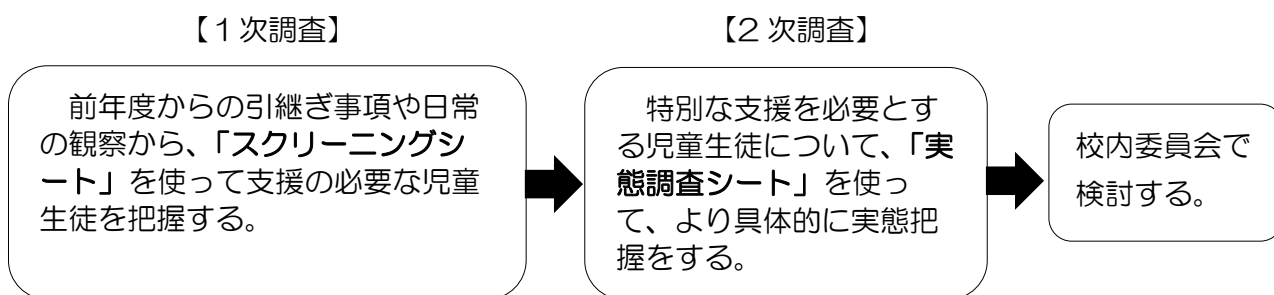 【1次調査】
前年度からの引継ぎ事項や日常
の観察から、「スクリーニングシ
ート」を使って支援の必要な児童
生徒を把握する。
【2次調査】
特別な支援を必要とす
る児童生徒について、「実
態調査シート」を使っ
て、より具体的に実態把
握をする。
校内委員会で
検討する。